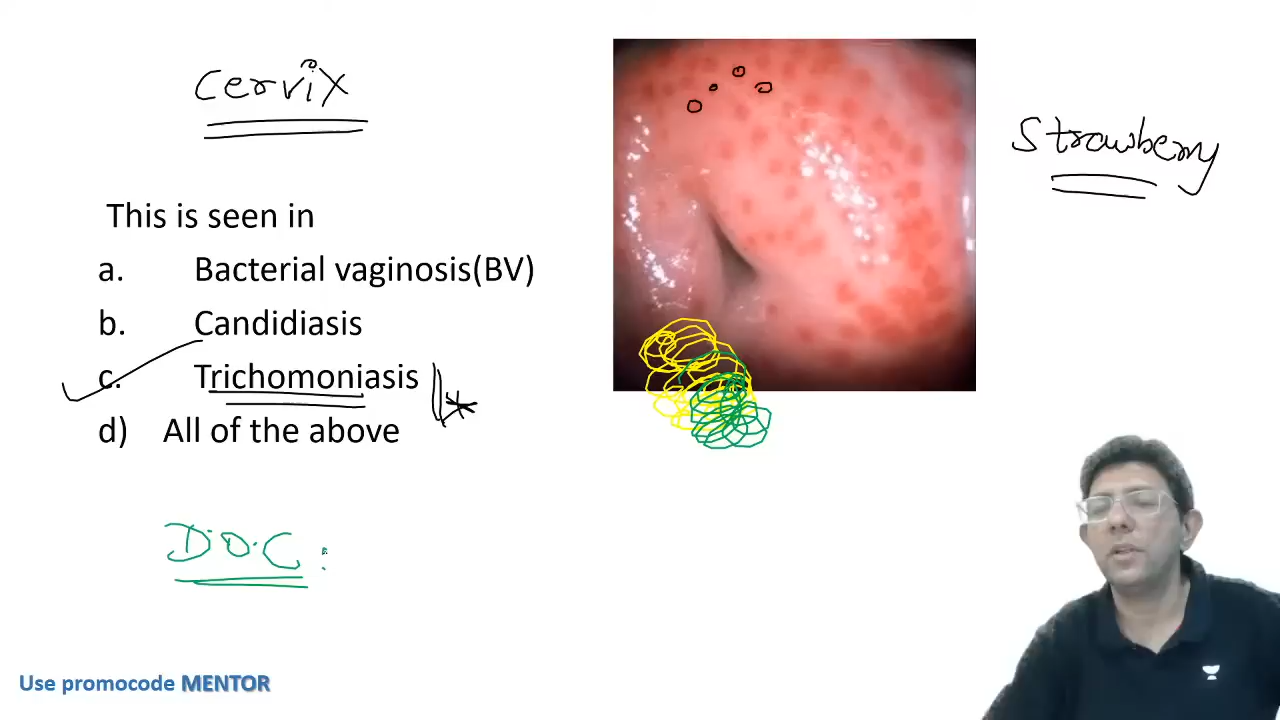 Cervix
Strawberry
This is seen in
a. Bacterial vaginosis(BV)
b. Candidiasis
c. Trichomoniasis
d) All of the above
D.O.C :
Use promocode MENTOR